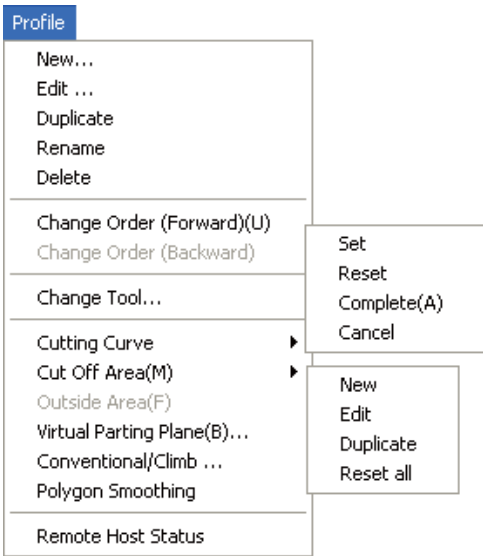 Profile
New...
Edit ...
Duplicate
Rename
Delete
Change Order (Forward)(U)
Change Order (Backward)
Change Tool...
Cutting Curve
Cut Off Area(M)
Outside Area(F)
Virtual Parting Plane(B)...
Conventional/Climb ...
Polygon Smoothing
Remote Host Status
Set
Reset
Complete(A)
Cancel
New
Edit
Duplicate
Reset all